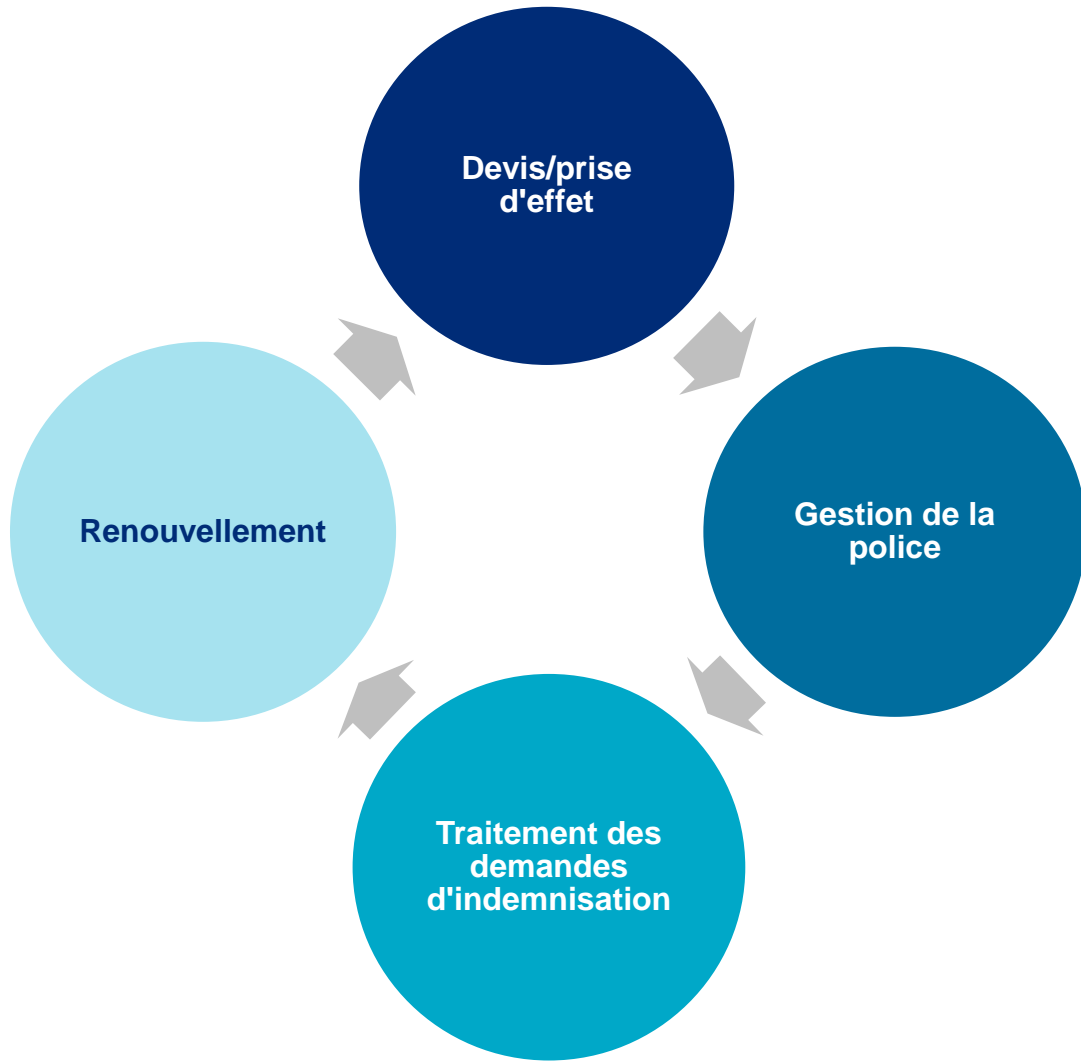 Devis/prise
d'effet
Gestion de la
police
Traitement des
demandes
d'indemnisation
Renouvellement